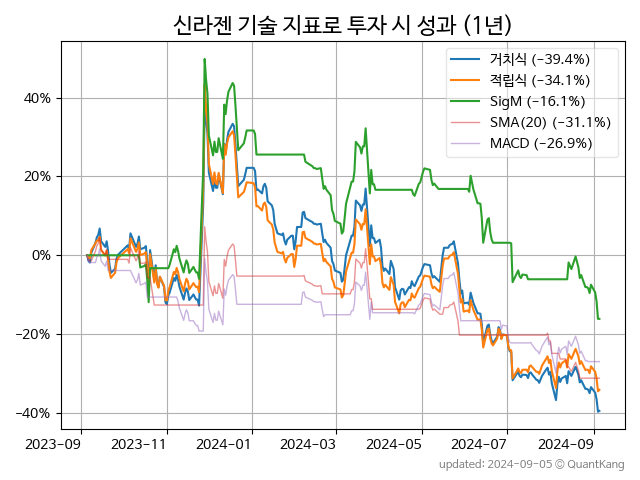 신라젠 기술 지표로 투자 시 성과 (1년)
거치식 (−39.4%)
적립식 (−34.1%)
SigM (−16.1%)
SMA(20) (−31.1%)
MACD (−26.9%)
40%
20%
0%
−20%
−40%
2023-09 2023-11 2024-01 2024-03 2024-05 2024-07 2024-09
updated: 2024-09-05 © QuantKang